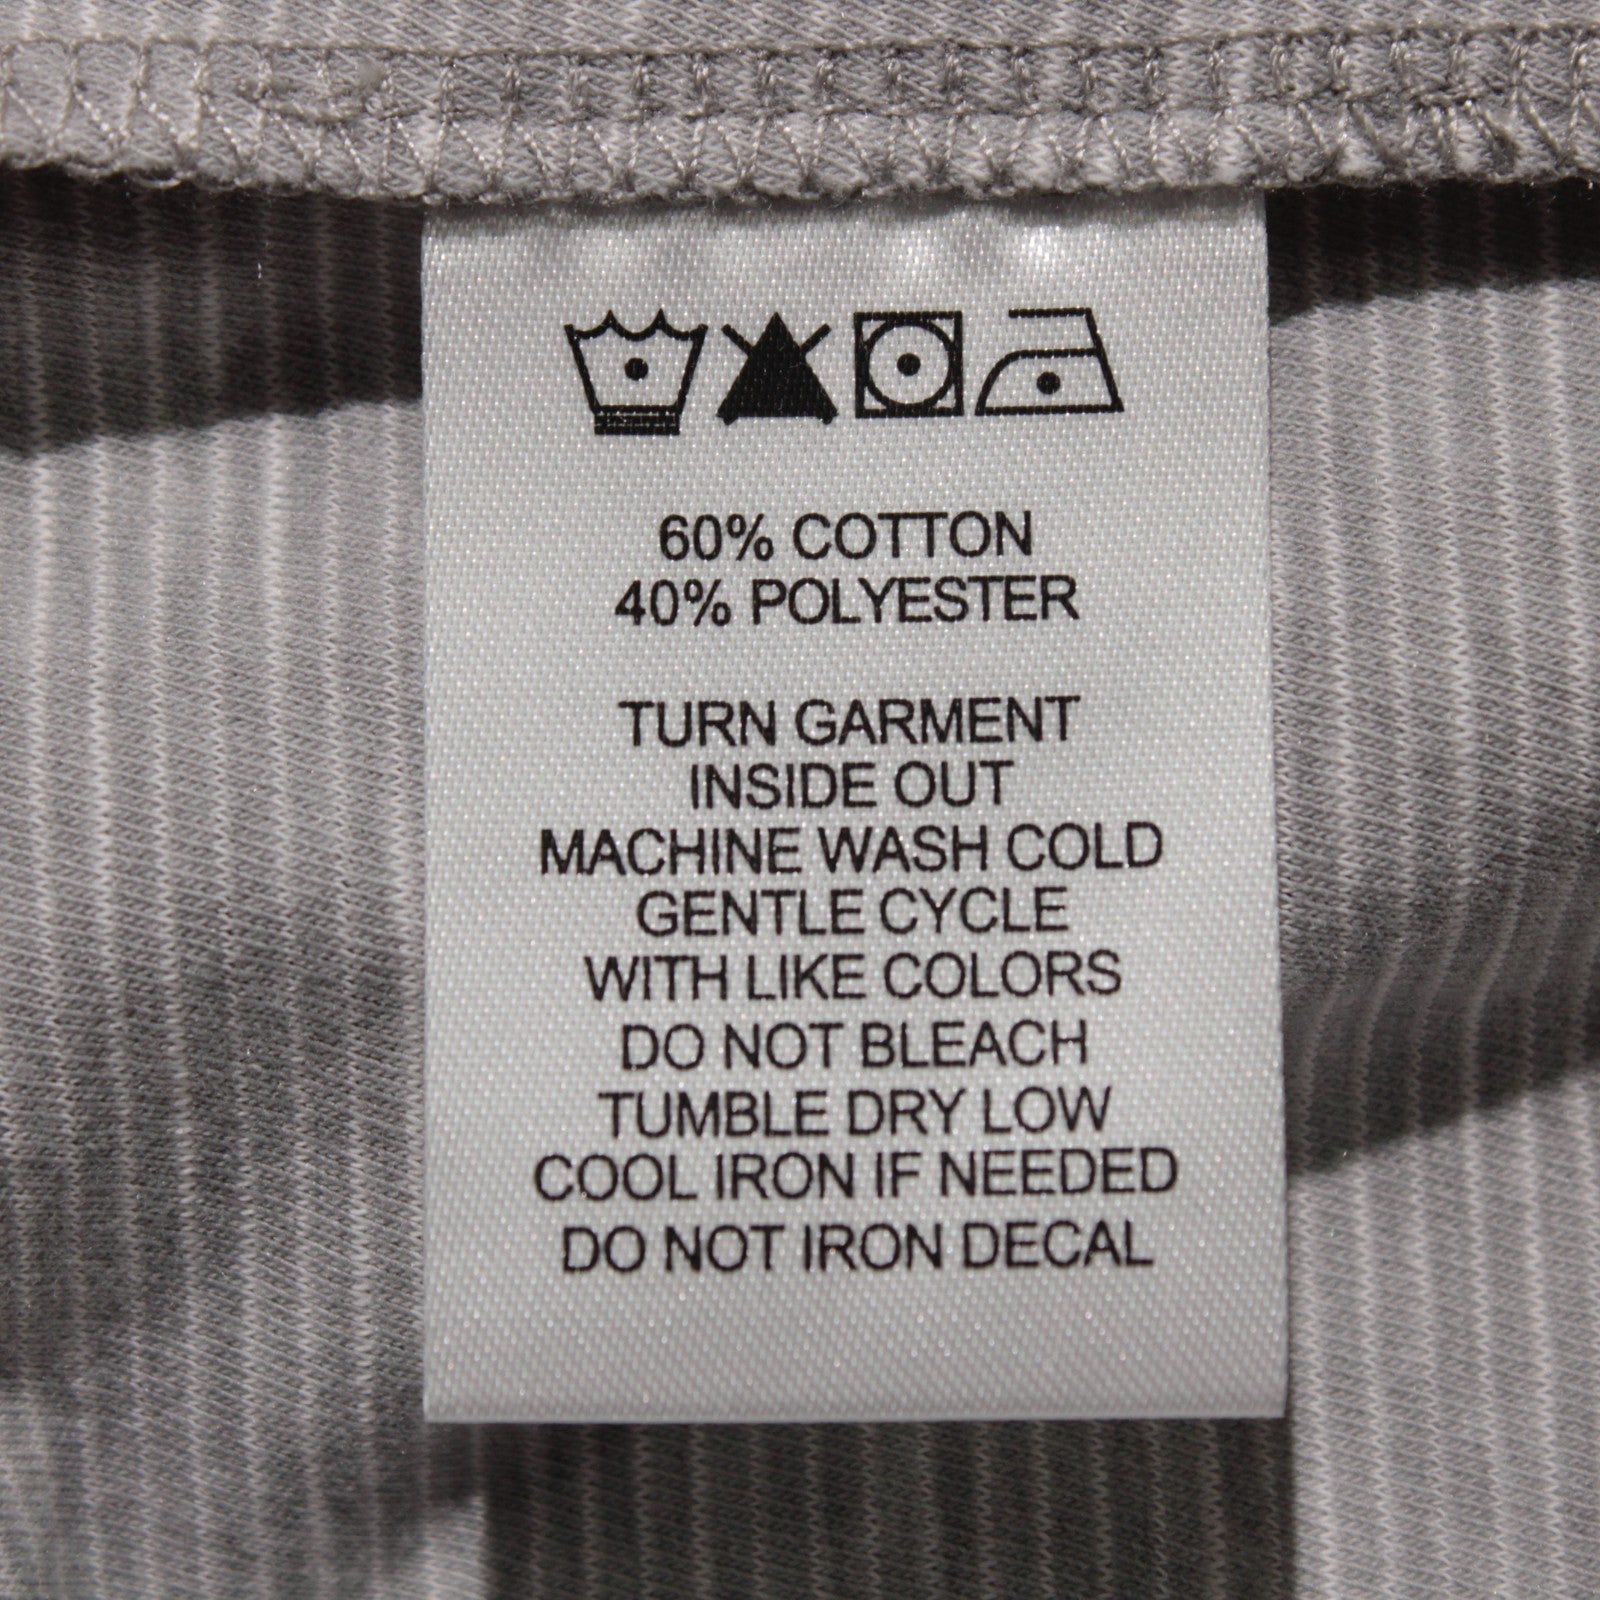 60% COTTON
40% POLYESTER
TURN GARMENT
INSIDE OUT
MACHINE WASH COLD
GENTLE CYCLE
WITH LIKE COLORS
DO NOT BLEACH
TUMBLE DRY LOW
COOL IRON IF NEEDED
DO NOT IRON DECAL